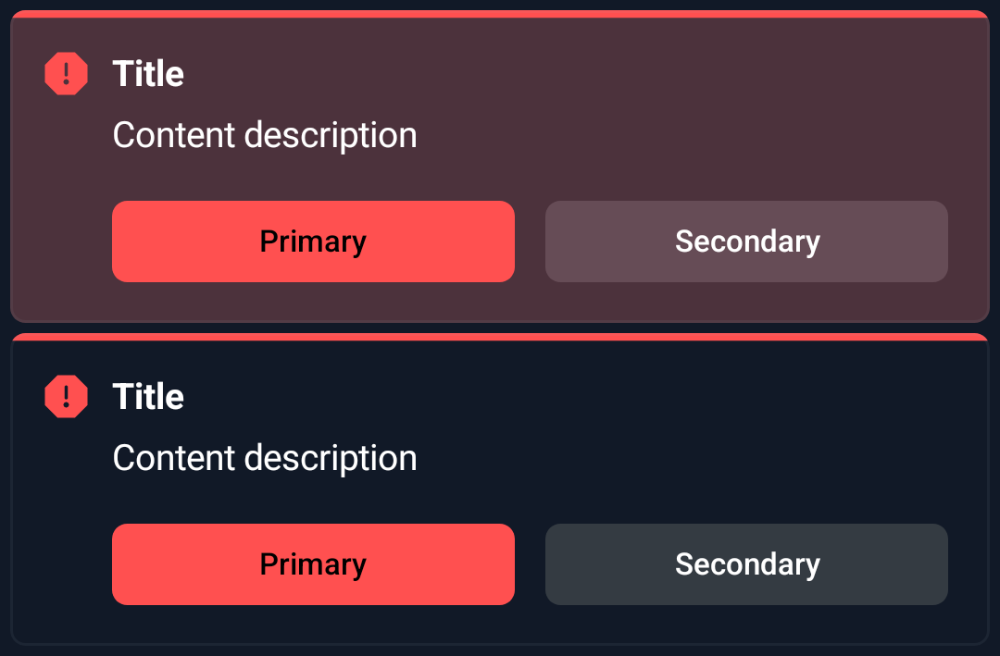 Title
Content description
Primary
Secondary
Title
Content description
Primary
Secondary